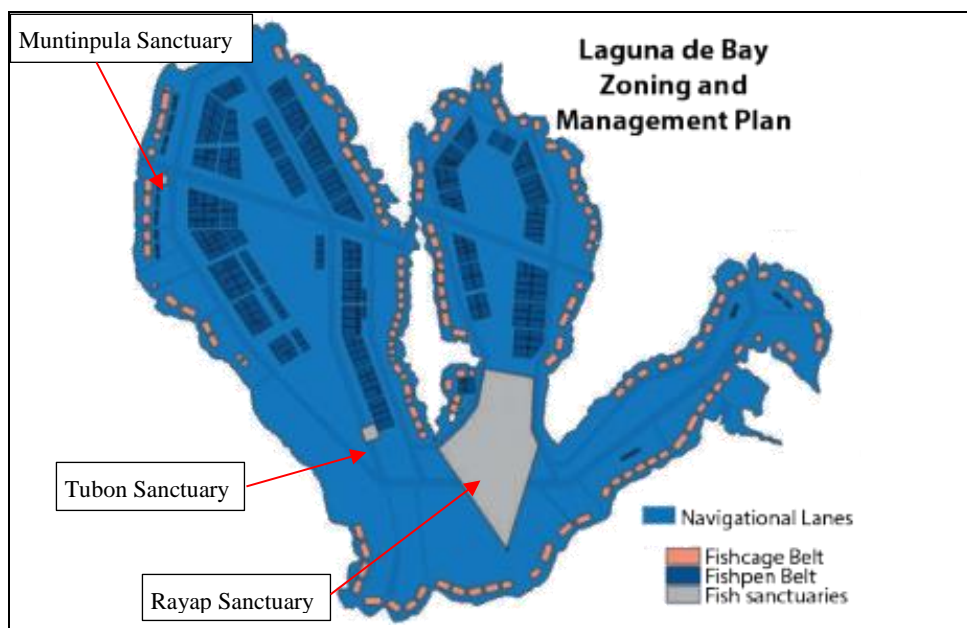 Muntinpula Sanctuary
Laguna de Bay
Zoning and
Management Plan
Tubon Sanctuary
Rayap Sanctuary
Navigational Lanes
Fishcage Belt
Fishpen Belt
Fish sanctuaries